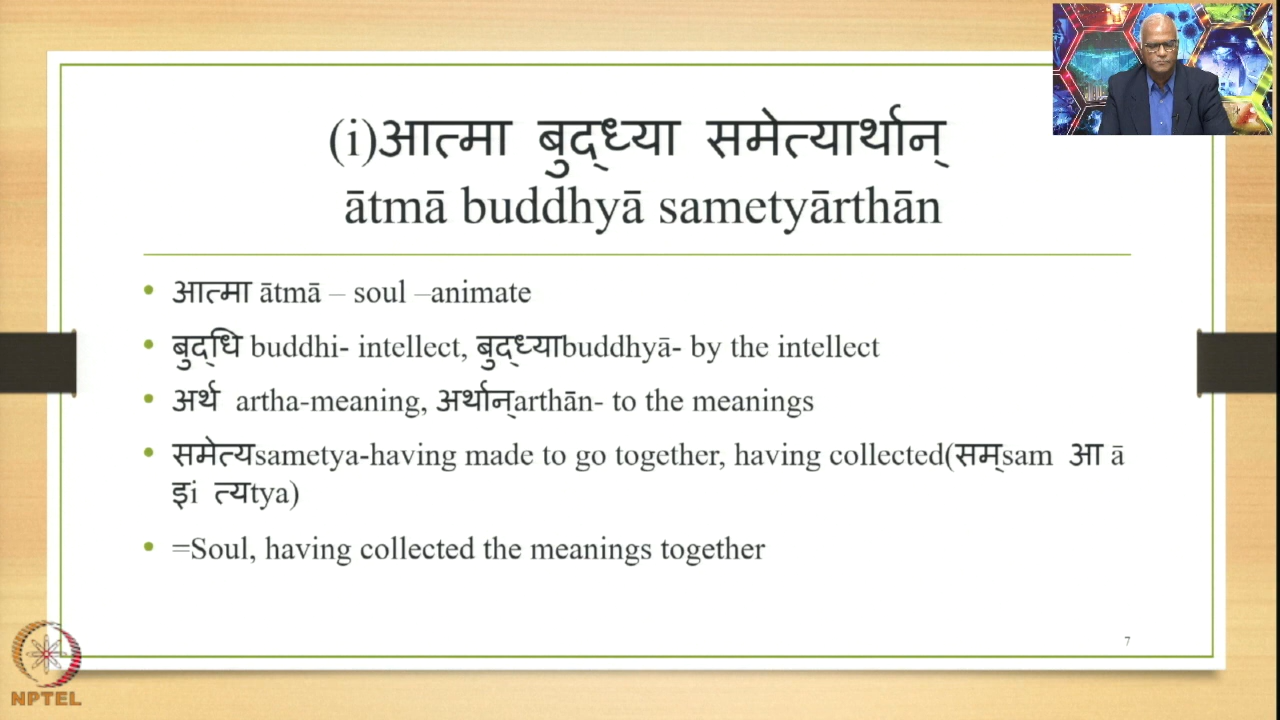 (i)आत्मा बुद्ध्या समेत्यार्थान्
ātmā buddhyā sametyārthān
• आत्मा ātmā – soul –animate
• बुद्धि buddhi- intellect, बुद्ध्याbuddhyā- by the intellect
• अर्थ artha-meaning, अर्थान्arthān- to the meanings
• समेत्यsametya-having made to go together, having collected(सम्sam आ ā
इi त्यtya)
• =Soul, having collected the meanings together
7
NPTEL